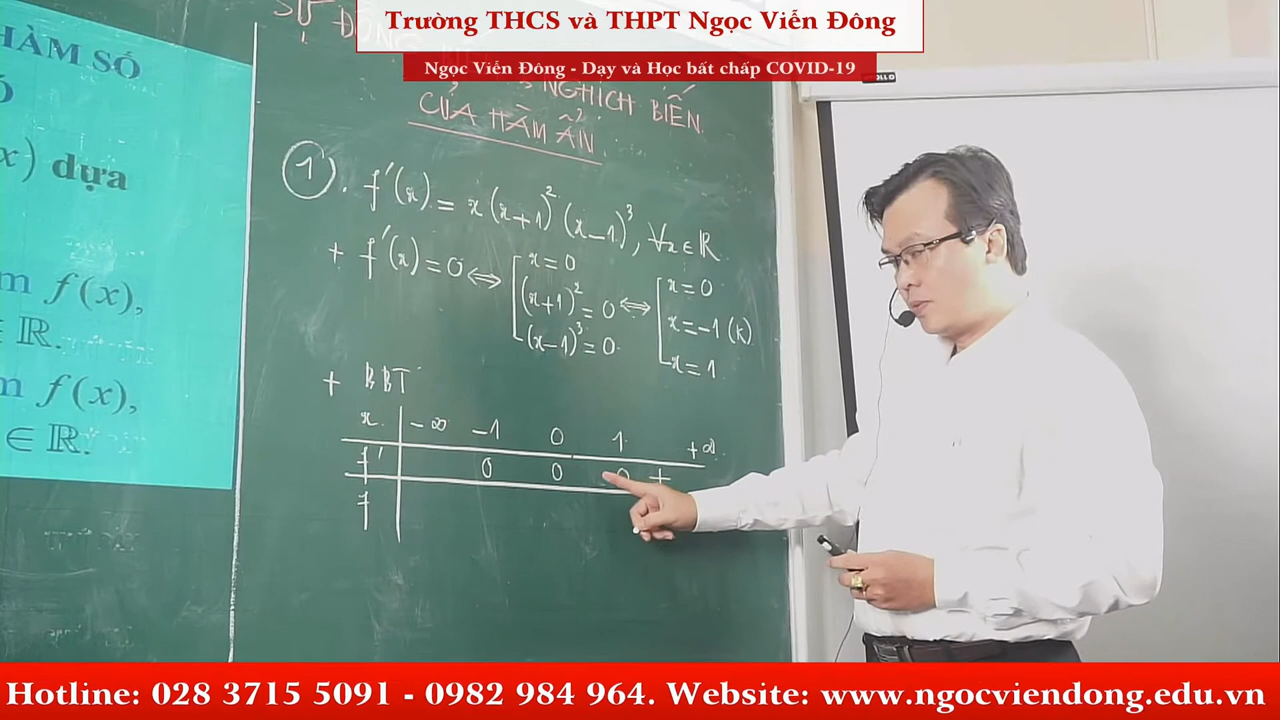 Trường THCS và THPT Ngọc Viễn Đông
Ngọc Viễn Đông - Dạy và Học bất chấp COVID-19
HÀM SỐ
x) dựa
m f(x),
∈ ℝ.
m f(x),
∈ ℝ.
SỰ ĐỒNG
NGHỊCH BIẾN
CỦA HÀM ẨN
1. f'(x) = x(x+1)²(x-1)³, ∀x ∈ ℝ
+ f'(x) = 0 ⇔ [ x = 0
(x+1)² = 0 ⇔ [ x = 0
(x-1)³ = 0
x = -1 (K)
x = 1
+ BBT
x -∞ -1 0 1 +∞
f' 0 0 0 +
f
Hotline: 028 3715 5091 - 0982 984 964. Website: www.ngocviendong.edu.vn